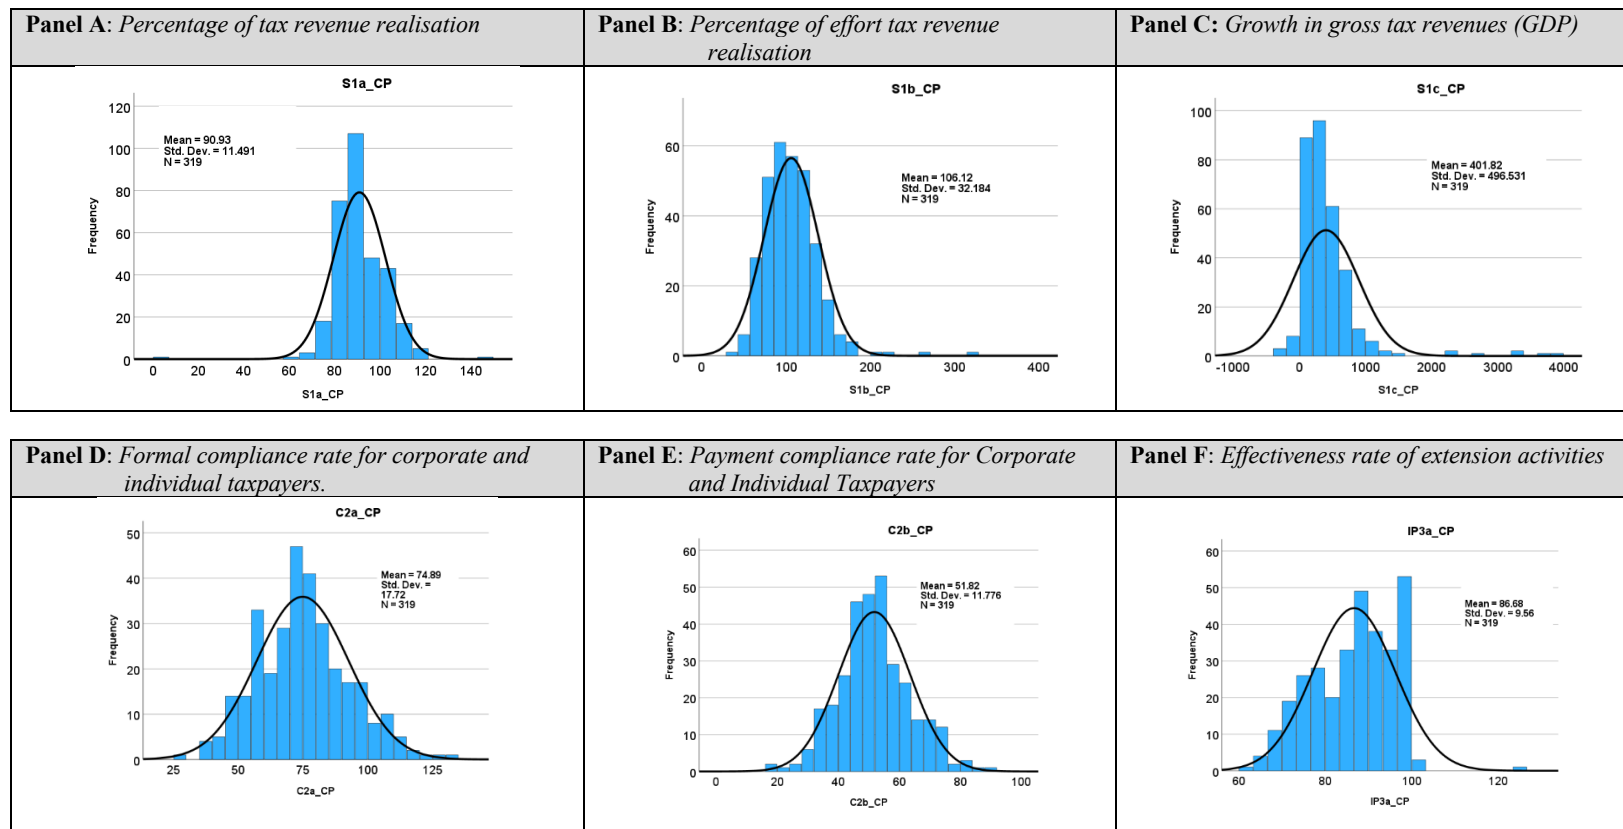 Panel A: Percentage of tax revenue realisation
Panel B: Percentage of effort tax revenue
realisation
Panel C: Growth in gross tax revenues (GDP)
S1a_CP
120
100
80
60
40
20
0
Frequency
Mean = 90.93
Std. Dev. = 11.491
N = 319
0 20 40 60 80 100 120 140
S1a_CP
S1b_CP
60
40
20
0
Frequency
Mean = 106.12
Std. Dev. = 32.184
N = 319
0 100 200 300 400
S1b_CP
S1c_CP
100
80
60
40
20
0
Frequency
Mean = 401.82
Std. Dev. = 496.531
N = 319
-1000 0 1000 2000 3000 4000
S1c_CP
Panel D: Formal compliance rate for corporate and
individual taxpayers.
Panel E: Payment compliance rate for Corporate
and Individual Taxpayers
Panel F: Effectiveness rate of extension activities
C2a_CP
50
40
30
20
10
0
Frequency
Mean = 74.89
Std. Dev. =
17.72
N = 319
25 50 75 100 125
C2a_CP
C2b_CP
60
50
40
30
20
10
0
Frequency
Mean = 51.82
Std. Dev. = 11.776
N = 319
0 20 40 60 80 100
C2b_CP
IP3a_CP
60
50
40
30
20
10
0
Frequency
Mean = 86.68
Std. Dev. = 9.56
N = 319
60 80 100 120
IP3a_CP